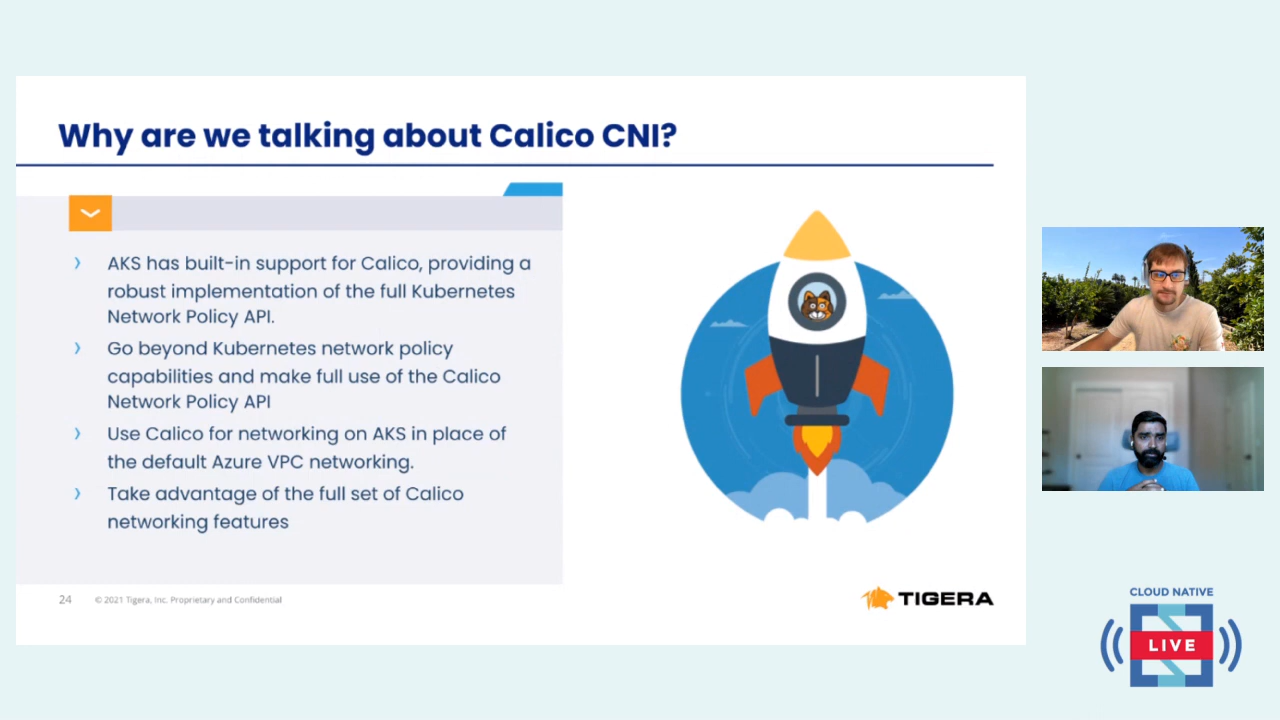 Why are we talking about Calico CNI?
AKS has built-in support for Calico, providing a
robust implementation of the full Kubernetes
Network Policy API.
Go beyond Kubernetes network policy
capabilities and make full use of the Calico
Network Policy API
Use Calico for networking on AKS in place of
the default Azure VPC networking.
Take advantage of the full set of Calico
networking features
24
© 2021 Tigera, Inc. Proprietary and Confidential
TIGERA
CLOUD NATIVE
LIVE